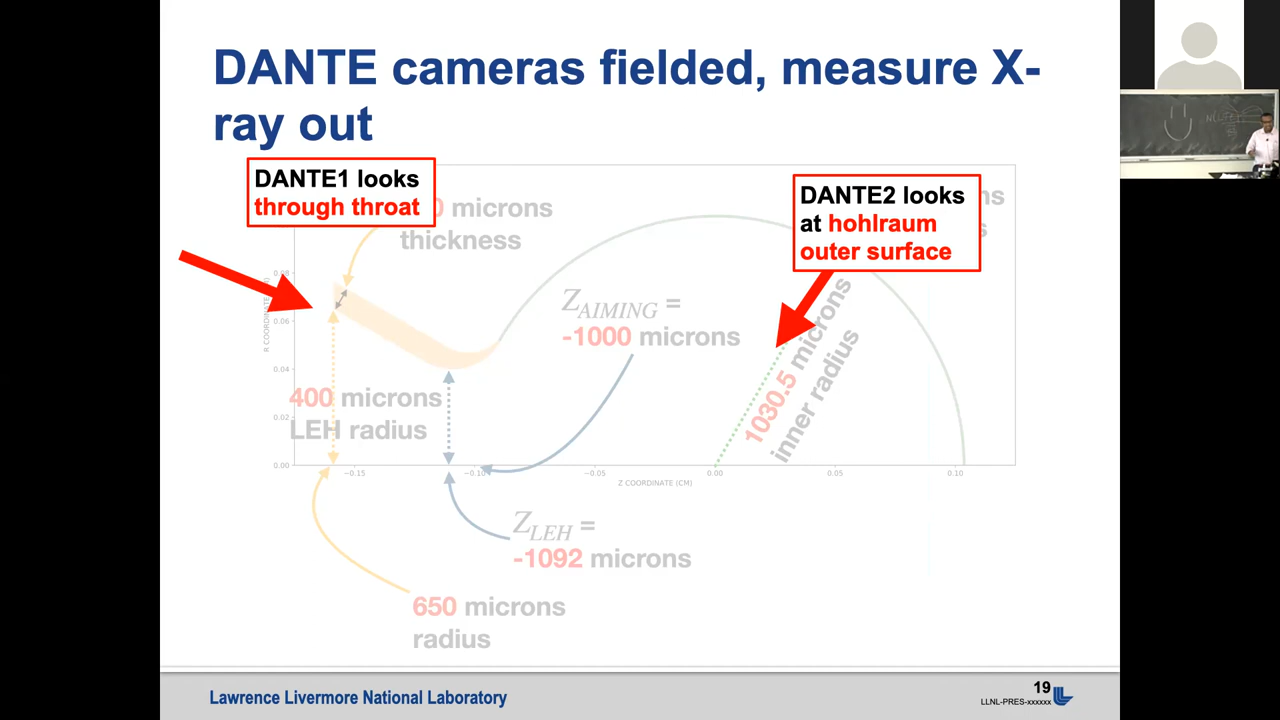 DANTE cameras fielded, measure X-
ray out
DANTE1 looks
through throat
microns
thickness
DANTE2 looks
at hohlraum
outer surface
Z_AIMING =
-1000 microns
1030.5 microns
inner radius
400 microns
LEH radius
R COORDINATE
0.08
0.06
0.04
0.02
0.00
−0.15
−0.10
−0.05
0.00
0.05
0.10
Z COORDINATE (CM)
Z_LEH =
-1092 microns
650 microns
radius
Lawrence Livermore National Laboratory
19
LLNL-PRES-xxxxxx